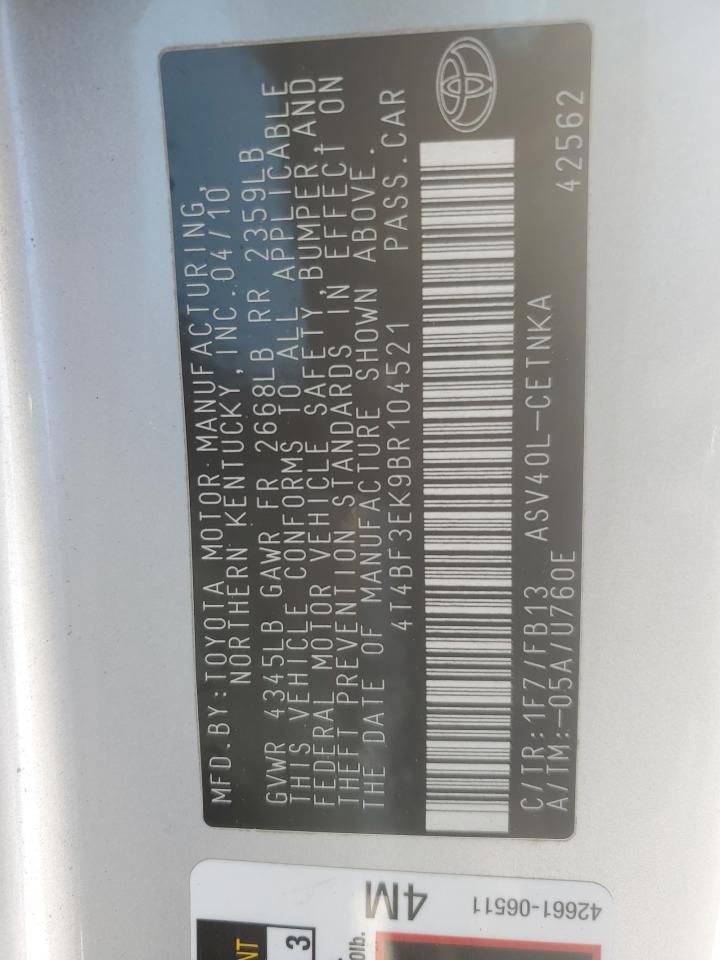 MFD.BY:TOYOTA MOTOR MANUFACTURING,
NORTHERN KENTUCKY,INC. 04/10
GVWR 4345LB GAWR FR 2668LB RR 2359LB
THIS VEHICLE CONFORMS TO ALL APPLICABLE
FEDERAL MOTOR VEHICLE SAFETY,BUMPER,AND
THEFT PREVENTION STANDARDS IN EFFECT ON
THE DATE OF MANUFACTURE SHOWN ABOVE.
4T4BF3EK9BR104521 PASS.CAR
C/TR:1F7/FB13 ASV40L-CETNKA 42562
A/TM:-05A/U760E
4M
42661-06511
NT
3
lb.